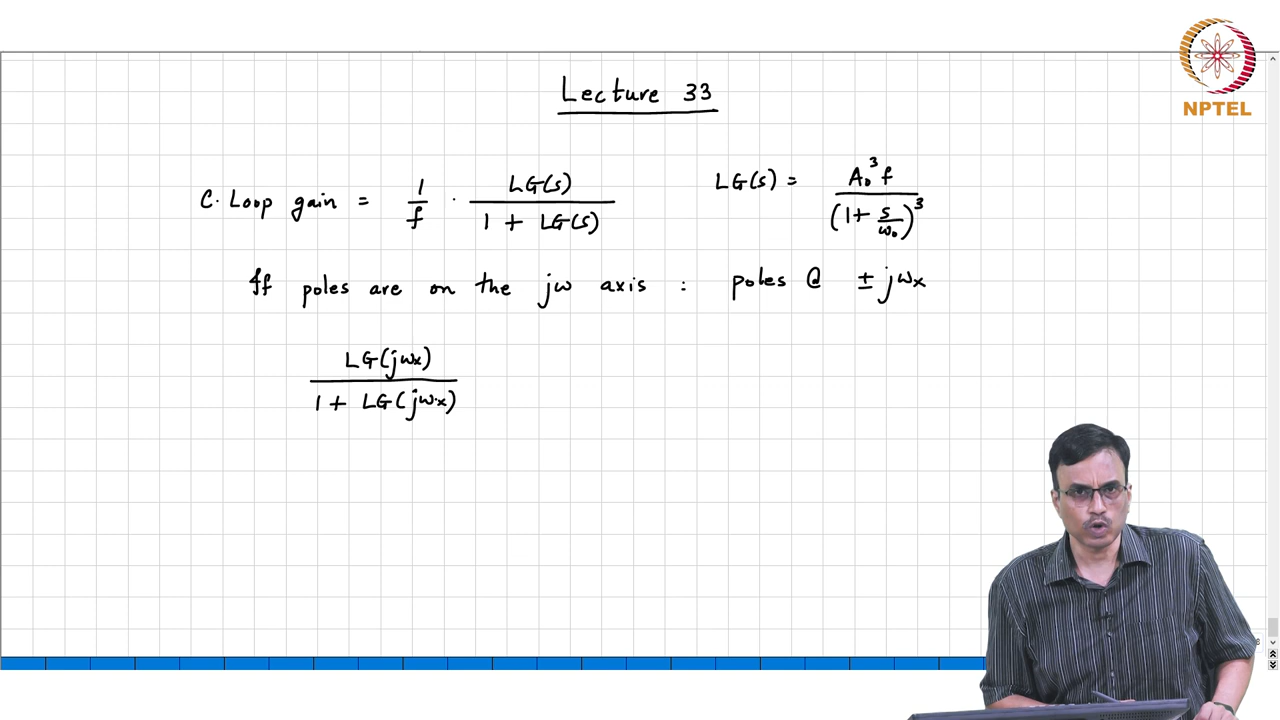 NPTEL
Lecture 33
C. Loop gain = 1/f · LG(s)/(1 + LG(s))    LG(s) = A₀³ f/(1 + s/ω₀)³
If poles are on the jω axis : poles @ ± jωx
LG(jωx)/(1 + LG(jωx))